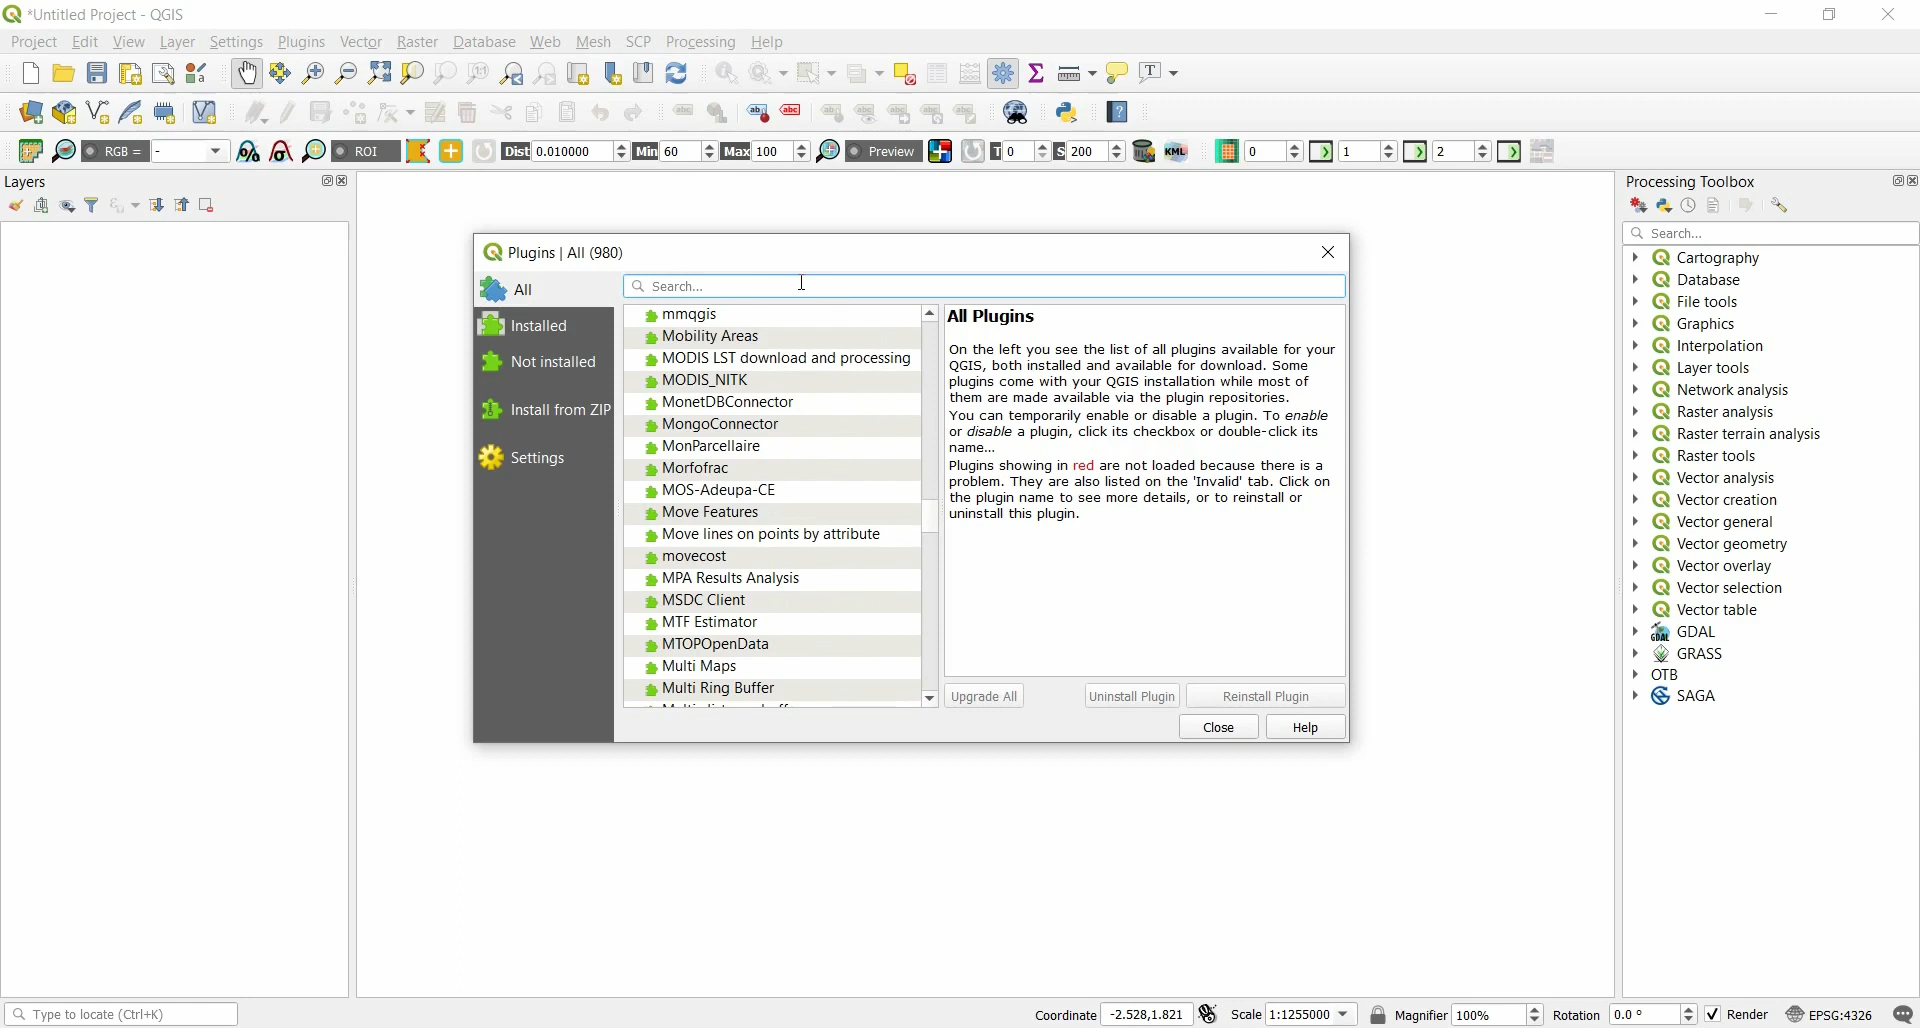 *Untitled Project - QGIS
Project Edit View Layer Settings Plugins Vector Raster Database Web Mesh SCP Processing Help
RGB = - ROI Dist 0.010000 Min 60 Max 100 Preview T 0 S 200 KML 0 1 2
Layers
Processing Toolbox
Search...
Cartography
Database
File tools
Graphics
Interpolation
Layer tools
Network analysis
Raster analysis
Raster terrain analysis
Raster tools
Vector analysis
Vector creation
Vector general
Vector geometry
Vector overlay
Vector selection
Vector table
GDAL
GRASS
OTB
SAGA
Plugins | All (980)
All
Installed
Not installed
Install from ZIP
Settings
Search...
mmqgis
Mobility Areas
MODIS LST download and processing
MODIS_NITK
MonetDBConnector
MongoConnector
MonParcellaire
Morfofrac
MOS-Adeupa-CE
Move Features
Move lines on points by attribute
movecost
MPA Results Analysis
MSDC Client
MTF Estimator
MTOPOpenData
Multi Maps
Multi Ring Buffer
All Plugins
On the left you see the list of all plugins available for your
QGIS, both installed and available for download. Some
plugins come with your QGIS installation while most of
them are made available via the plugin repositories.
You can temporarily enable or disable a plugin. To enable
or disable a plugin, click its checkbox or double-click its
name...
Plugins showing in red are not loaded because there is a
problem. They are also listed on the 'Invalid' tab. Click on
the plugin name to see more details, or to reinstall or
uninstall this plugin.
Upgrade All Uninstall Plugin Reinstall Plugin
Close Help
Type to locate (Ctrl+K) Coordinate -2.528,1.821 Scale 1:1255000 Magnifier 100% Rotation 0.0 ° Render EPSG:4326